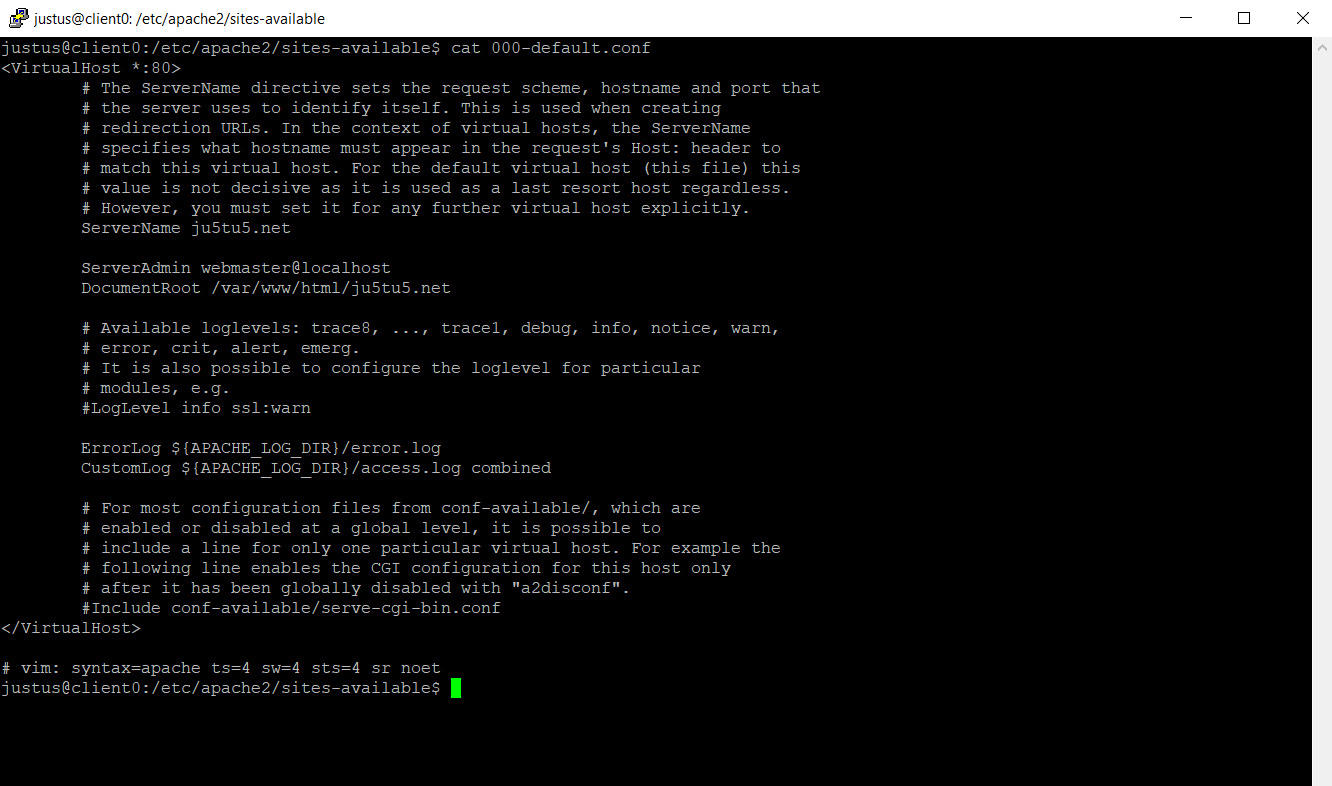 justus@client0: /etc/apache2/sites-available
justus@client0:/etc/apache2/sites-available$ cat 000-default.conf
<VirtualHost *:80>
        # The ServerName directive sets the request scheme, hostname and port that
        # the server uses to identify itself. This is used when creating
        # redirection URLs. In the context of virtual hosts, the ServerName
        # specifies what hostname must appear in the request's Host: header to
        # match this virtual host. For the default virtual host (this file) this
        # value is not decisive as it is used as a last resort host regardless.
        # However, you must set it for any further virtual host explicitly.
        ServerName ju5tu5.net

        ServerAdmin webmaster@localhost
        DocumentRoot /var/www/html/ju5tu5.net

        # Available loglevels: trace8, ..., trace1, debug, info, notice, warn,
        # error, crit, alert, emerg.
        # It is also possible to configure the loglevel for particular
        # modules, e.g.
        #LogLevel info ssl:warn

        ErrorLog ${APACHE_LOG_DIR}/error.log
        CustomLog ${APACHE_LOG_DIR}/access.log combined

        # For most configuration files from conf-available/, which are
        # enabled or disabled at a global level, it is possible to
        # include a line for only one particular virtual host. For example the
        # following line enables the CGI configuration for this host only
        # after it has been globally disabled with "a2disconf".
        #Include conf-available/serve-cgi-bin.conf
</VirtualHost>

# vim: syntax=apache ts=4 sw=4 sts=4 sr noet
justus@client0:/etc/apache2/sites-available$